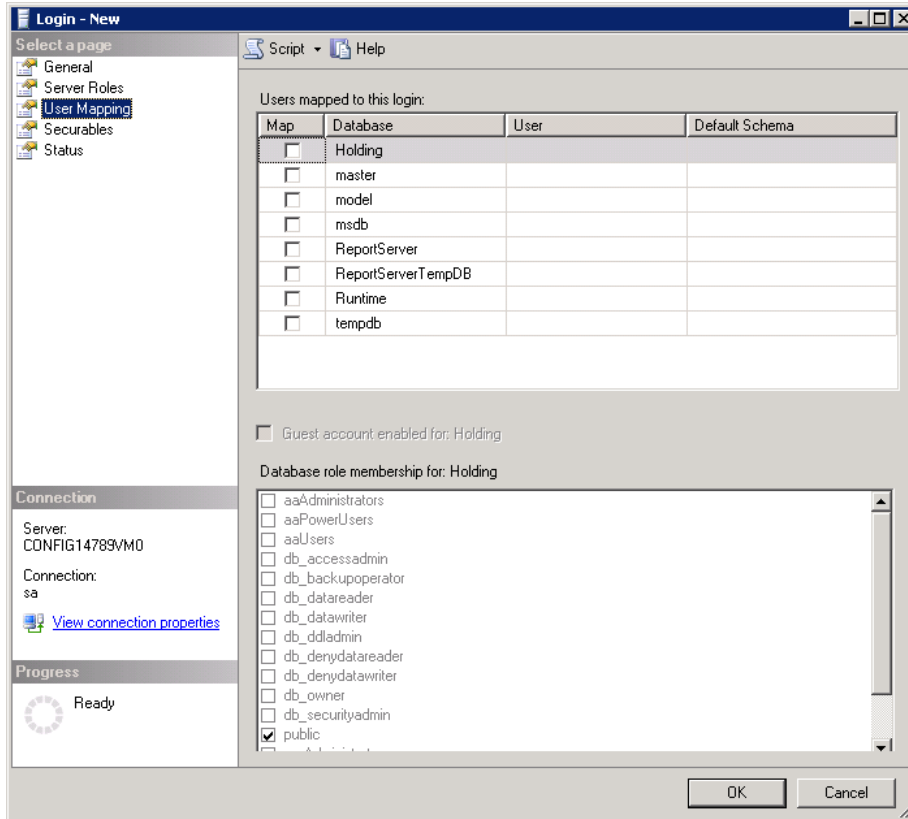 Login - New
Select a page
General
Server Roles
User Mapping
Securables
Status
Script Help
Users mapped to this login:
Map Database User Default Schema
Holding
master
model
msdb
ReportServer
ReportServerTempDB
Runtime
tempdb
Guest account enabled for: Holding
Database role membership for: Holding
aaAdministrators
aaPowerUsers
aaUsers
db_accessadmin
db_backupoperator
db_datareader
db_datawriter
db_ddladmin
db_denydatareader
db_denydatawriter
db_owner
db_securityadmin
public
Connection
Server:
CONFIG14789VM0
Connection:
sa
View connection properties
Progress
Ready
OK Cancel